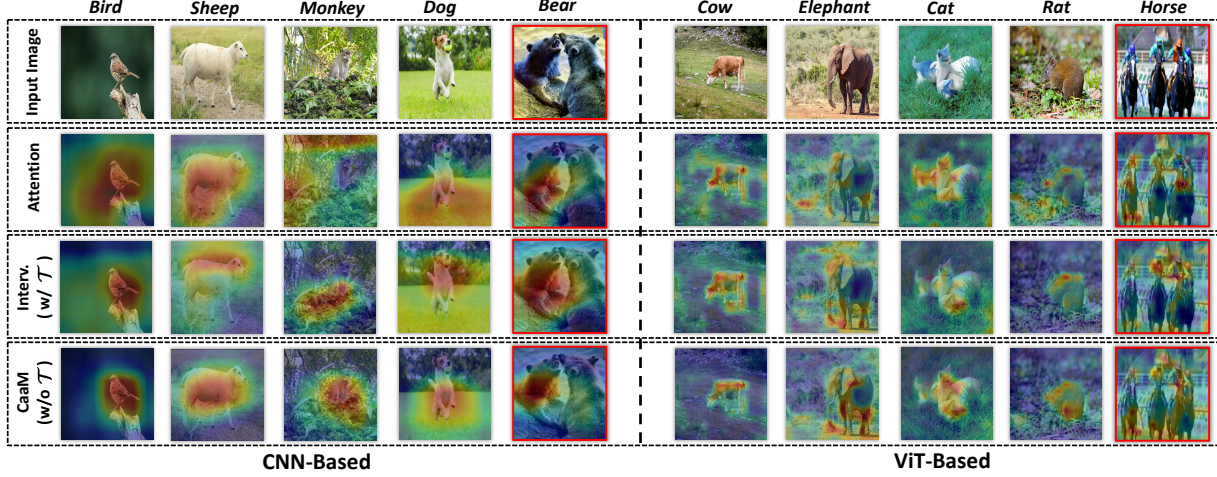 Bird Sheep Monkey Dog Bear Cow Elephant Cat Rat Horse
Input Image
Attention
Interv.
(w/ 𝒯)
CaaM
(w/o 𝒯)
CNN-Based ViT-Based